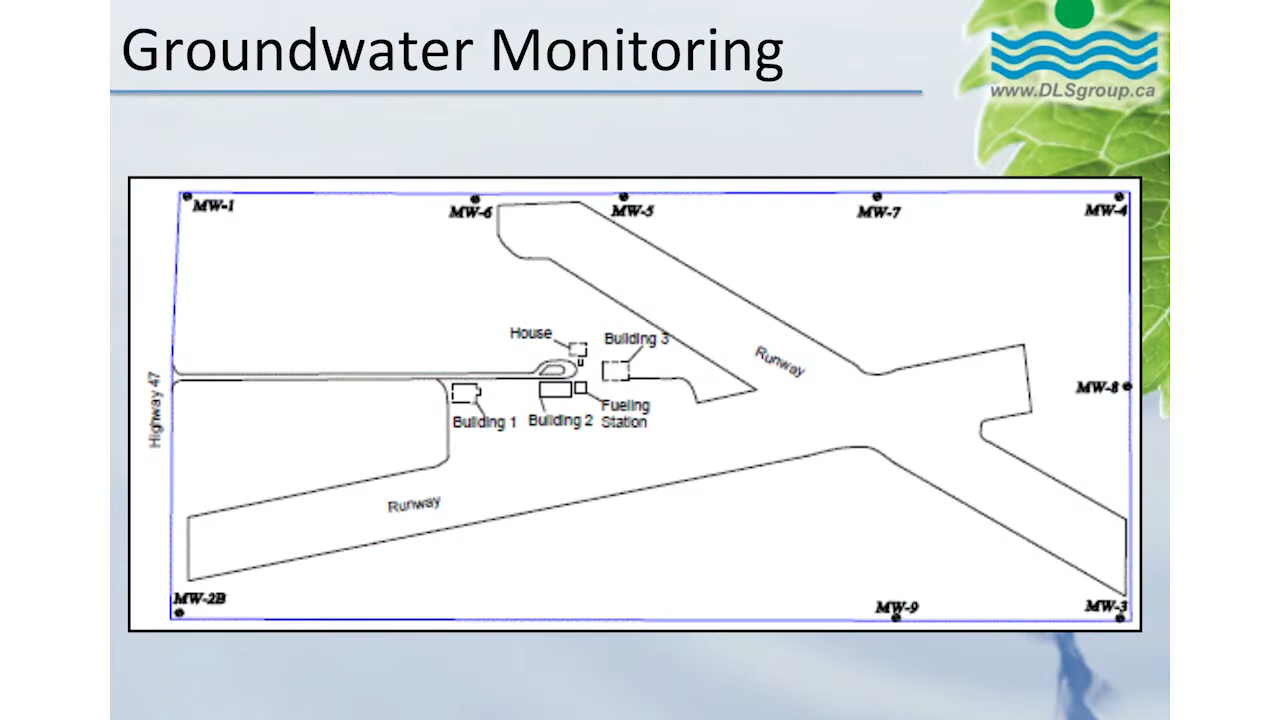 Groundwater Monitoring
www.DLSgroup.ca
MW-1
MW-6
MW-5
MW-7
MW-4
House
Building 3
Runway
Highway 47
MW-8
Building 1
Building 2
Fueling
Station
Runway
MW-2B
MW-9
MW-3